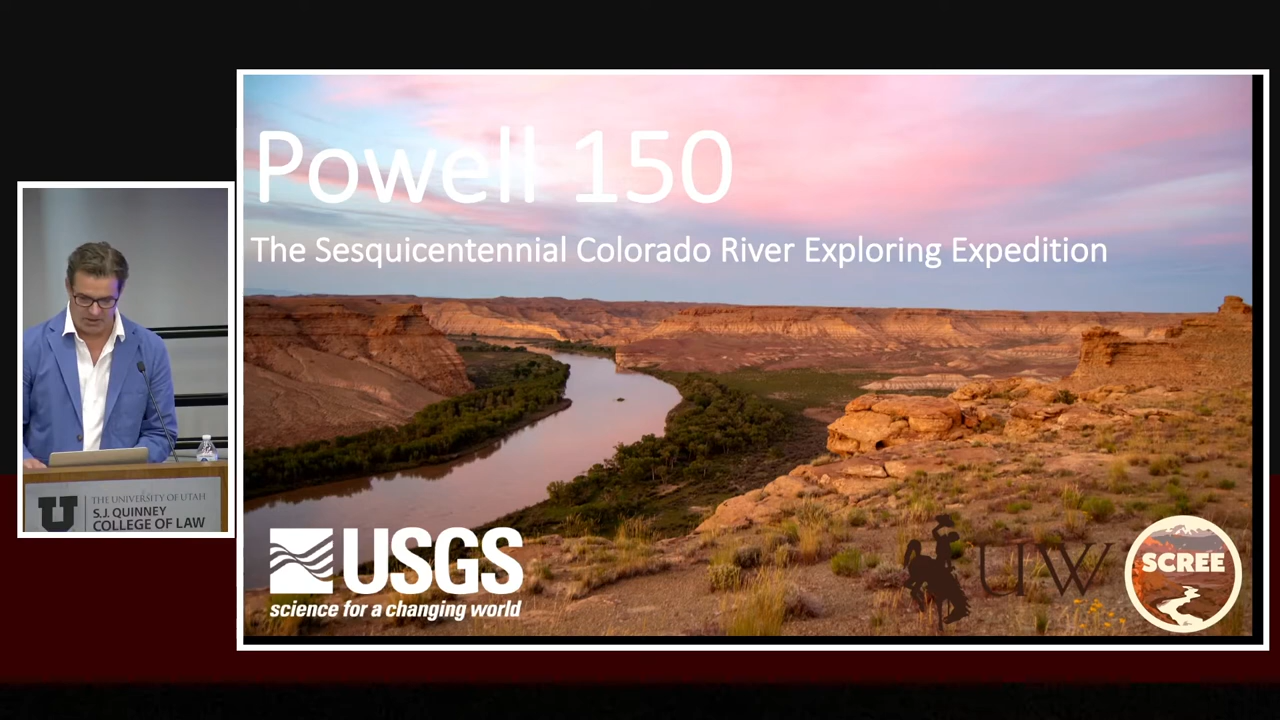 Powell 150
The Sesquicentennial Colorado River Exploring Expedition
USGS
science for a changing world
UW
SCREE
U
THE UNIVERSITY OF UTAH
S.J. QUINNEY
COLLEGE OF LAW